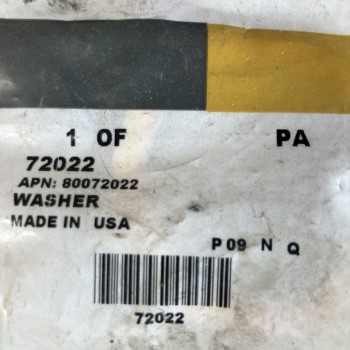 1 OF PA
72022
APN: 80072022
WASHER
MADE IN USA
P 09 N Q
72022